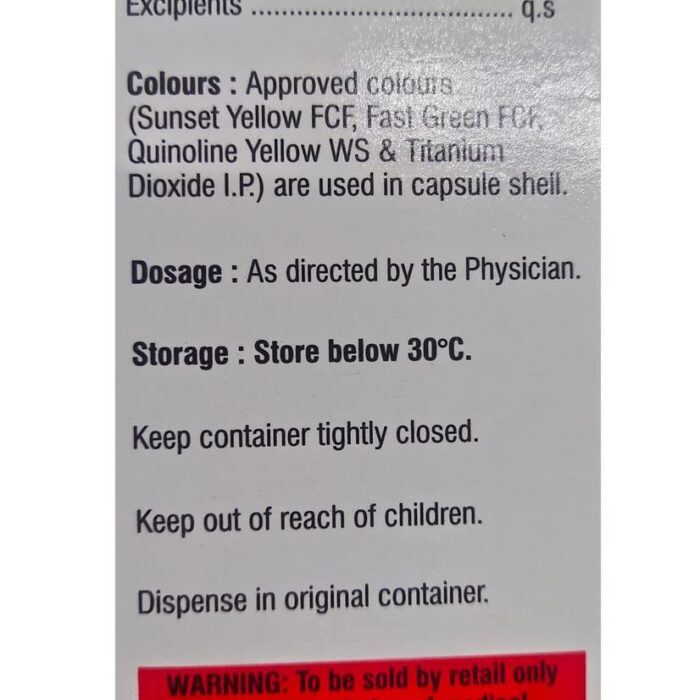 Excipients ................................... q.s
Colours : Approved colours
(Sunset Yellow FCF, Fast Green FCF,
Quinoline Yellow WS & Titanium
Dioxide I.P.) are used in capsule shell.
Dosage : As directed by the Physician.
Storage : Store below 30°C.
Keep container tightly closed.
Keep out of reach of children.
Dispense in original container.
WARNING: To be sold by retail only